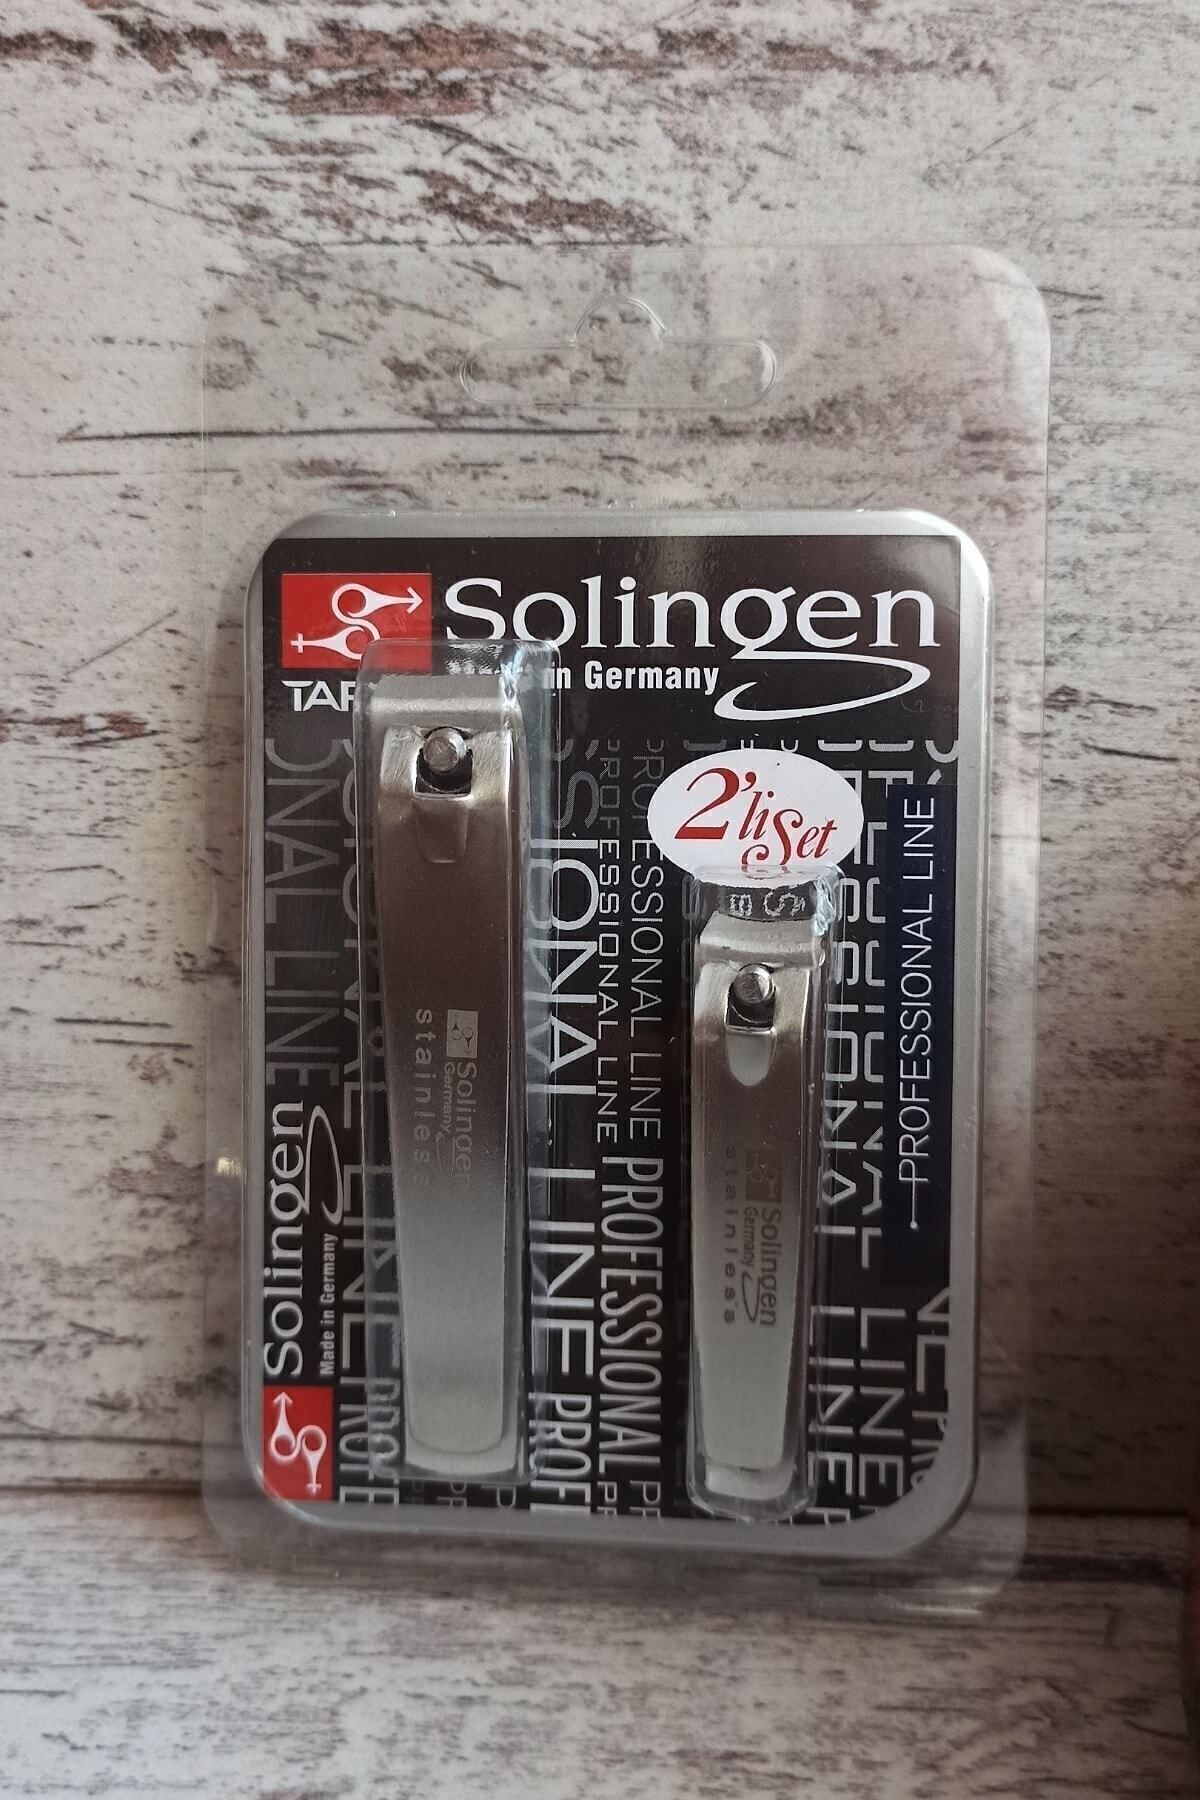 Solingen
in Germany
2'li Set
PROFESSIONAL LINE
Solingen
Germany
stainless
Solingen
Germany
stainless
Solingen
Made in Germany
PROFESSIONAL LINE
PROFESSIONAL LINE
PROFESSIONAL